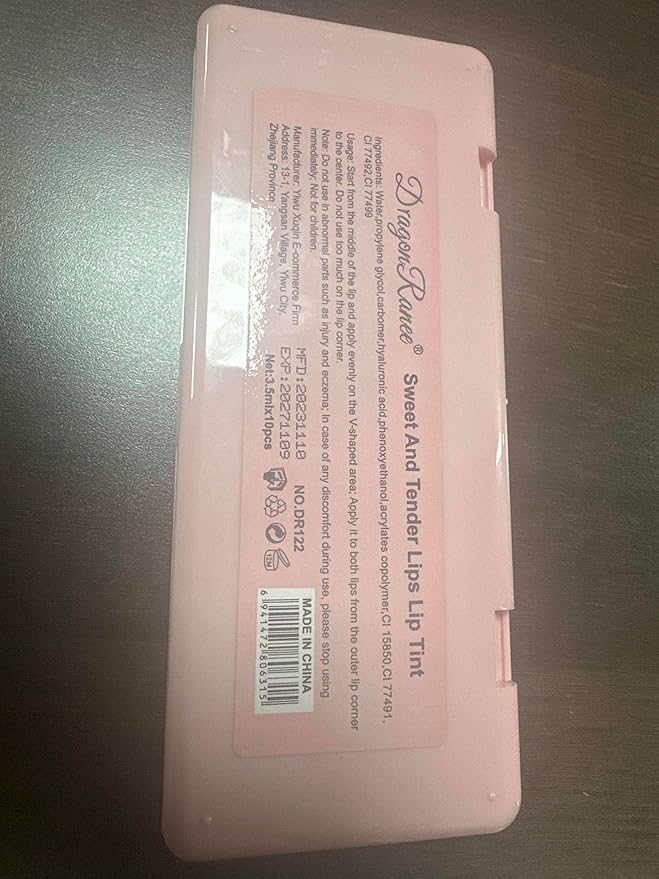 DragonRanee® Sweet And Tender Lips Lip Tint
Ingredients: Water,propylene glycol,carbomer,hyaluronic acid,phenoxyethanol,acrylates copolymer,CI 15850,CI 77491,
CI 77492,CI 77499
Usage: Start from the middle of the lip and apply evenly on the V-shaped area; Apply it to both lips from the outer lip corner
to the center. Do not use too much on the lip corner.
Note: Do not use in abnormal parts such as injury and eczema; In case of any discomfort during use, please stop using
immediately; Not for children.
Manufacturer: Yiwu Xuqin E-commerce Firm
Address: 13-1, Yangsan Village, Yiwu City,
Zhejiang Province
MFD:20231110
EXP:20271109
Net:3.5mlx10pcs
NO.DR122
12M
MADE IN CHINA
6 941472 806315